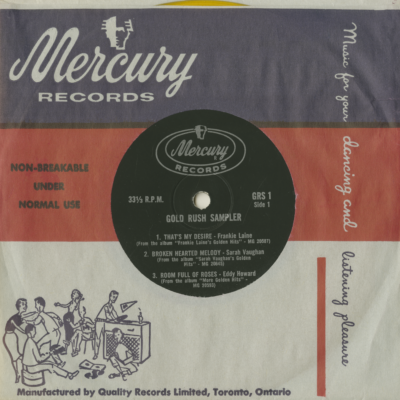 Mercury
RECORDS
NON-BREAKABLE
UNDER
NORMAL USE
Music for your dancing and listening pleasure
Mercury
RECORDS
33⅓ R.P.M.
GRS 1
Side 1
GOLD RUSH SAMPLER
1. THAT'S MY DESIRE - Frankie Laine
(From the album "Frankie Laine's Golden Hits" - MG 20587)
2. BROKEN HEARTED MELODY - Sarah Vaughan
(From the album "Sarah Vaughan's Golden
Hits" - MG 20645)
3. ROOM FULL OF ROSES - Eddy Howard
(From the album "More Golden Hits" -
MG 20593)
Manufactured by Quality Records Limited, Toronto, Ontario